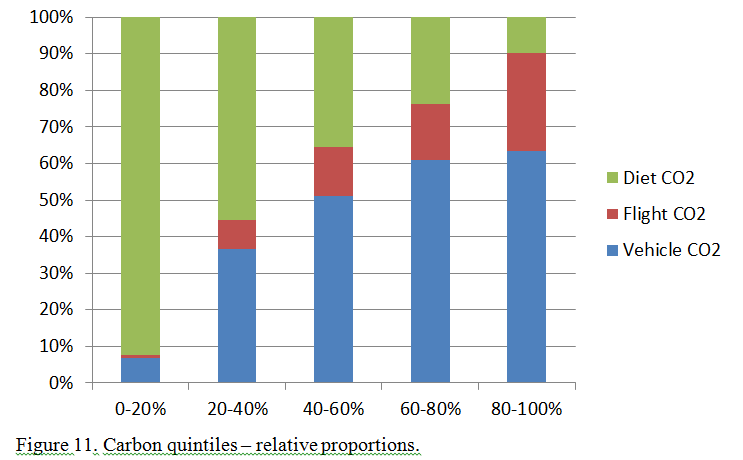 100%
90%
80%
70%
60%
50%
40%
30%
20%
10%
0%
0-20% 20-40% 40-60% 60-80% 80-100%
Diet CO2
Flight CO2
Vehicle CO2
Figure 11. Carbon quintiles – relative proportions.